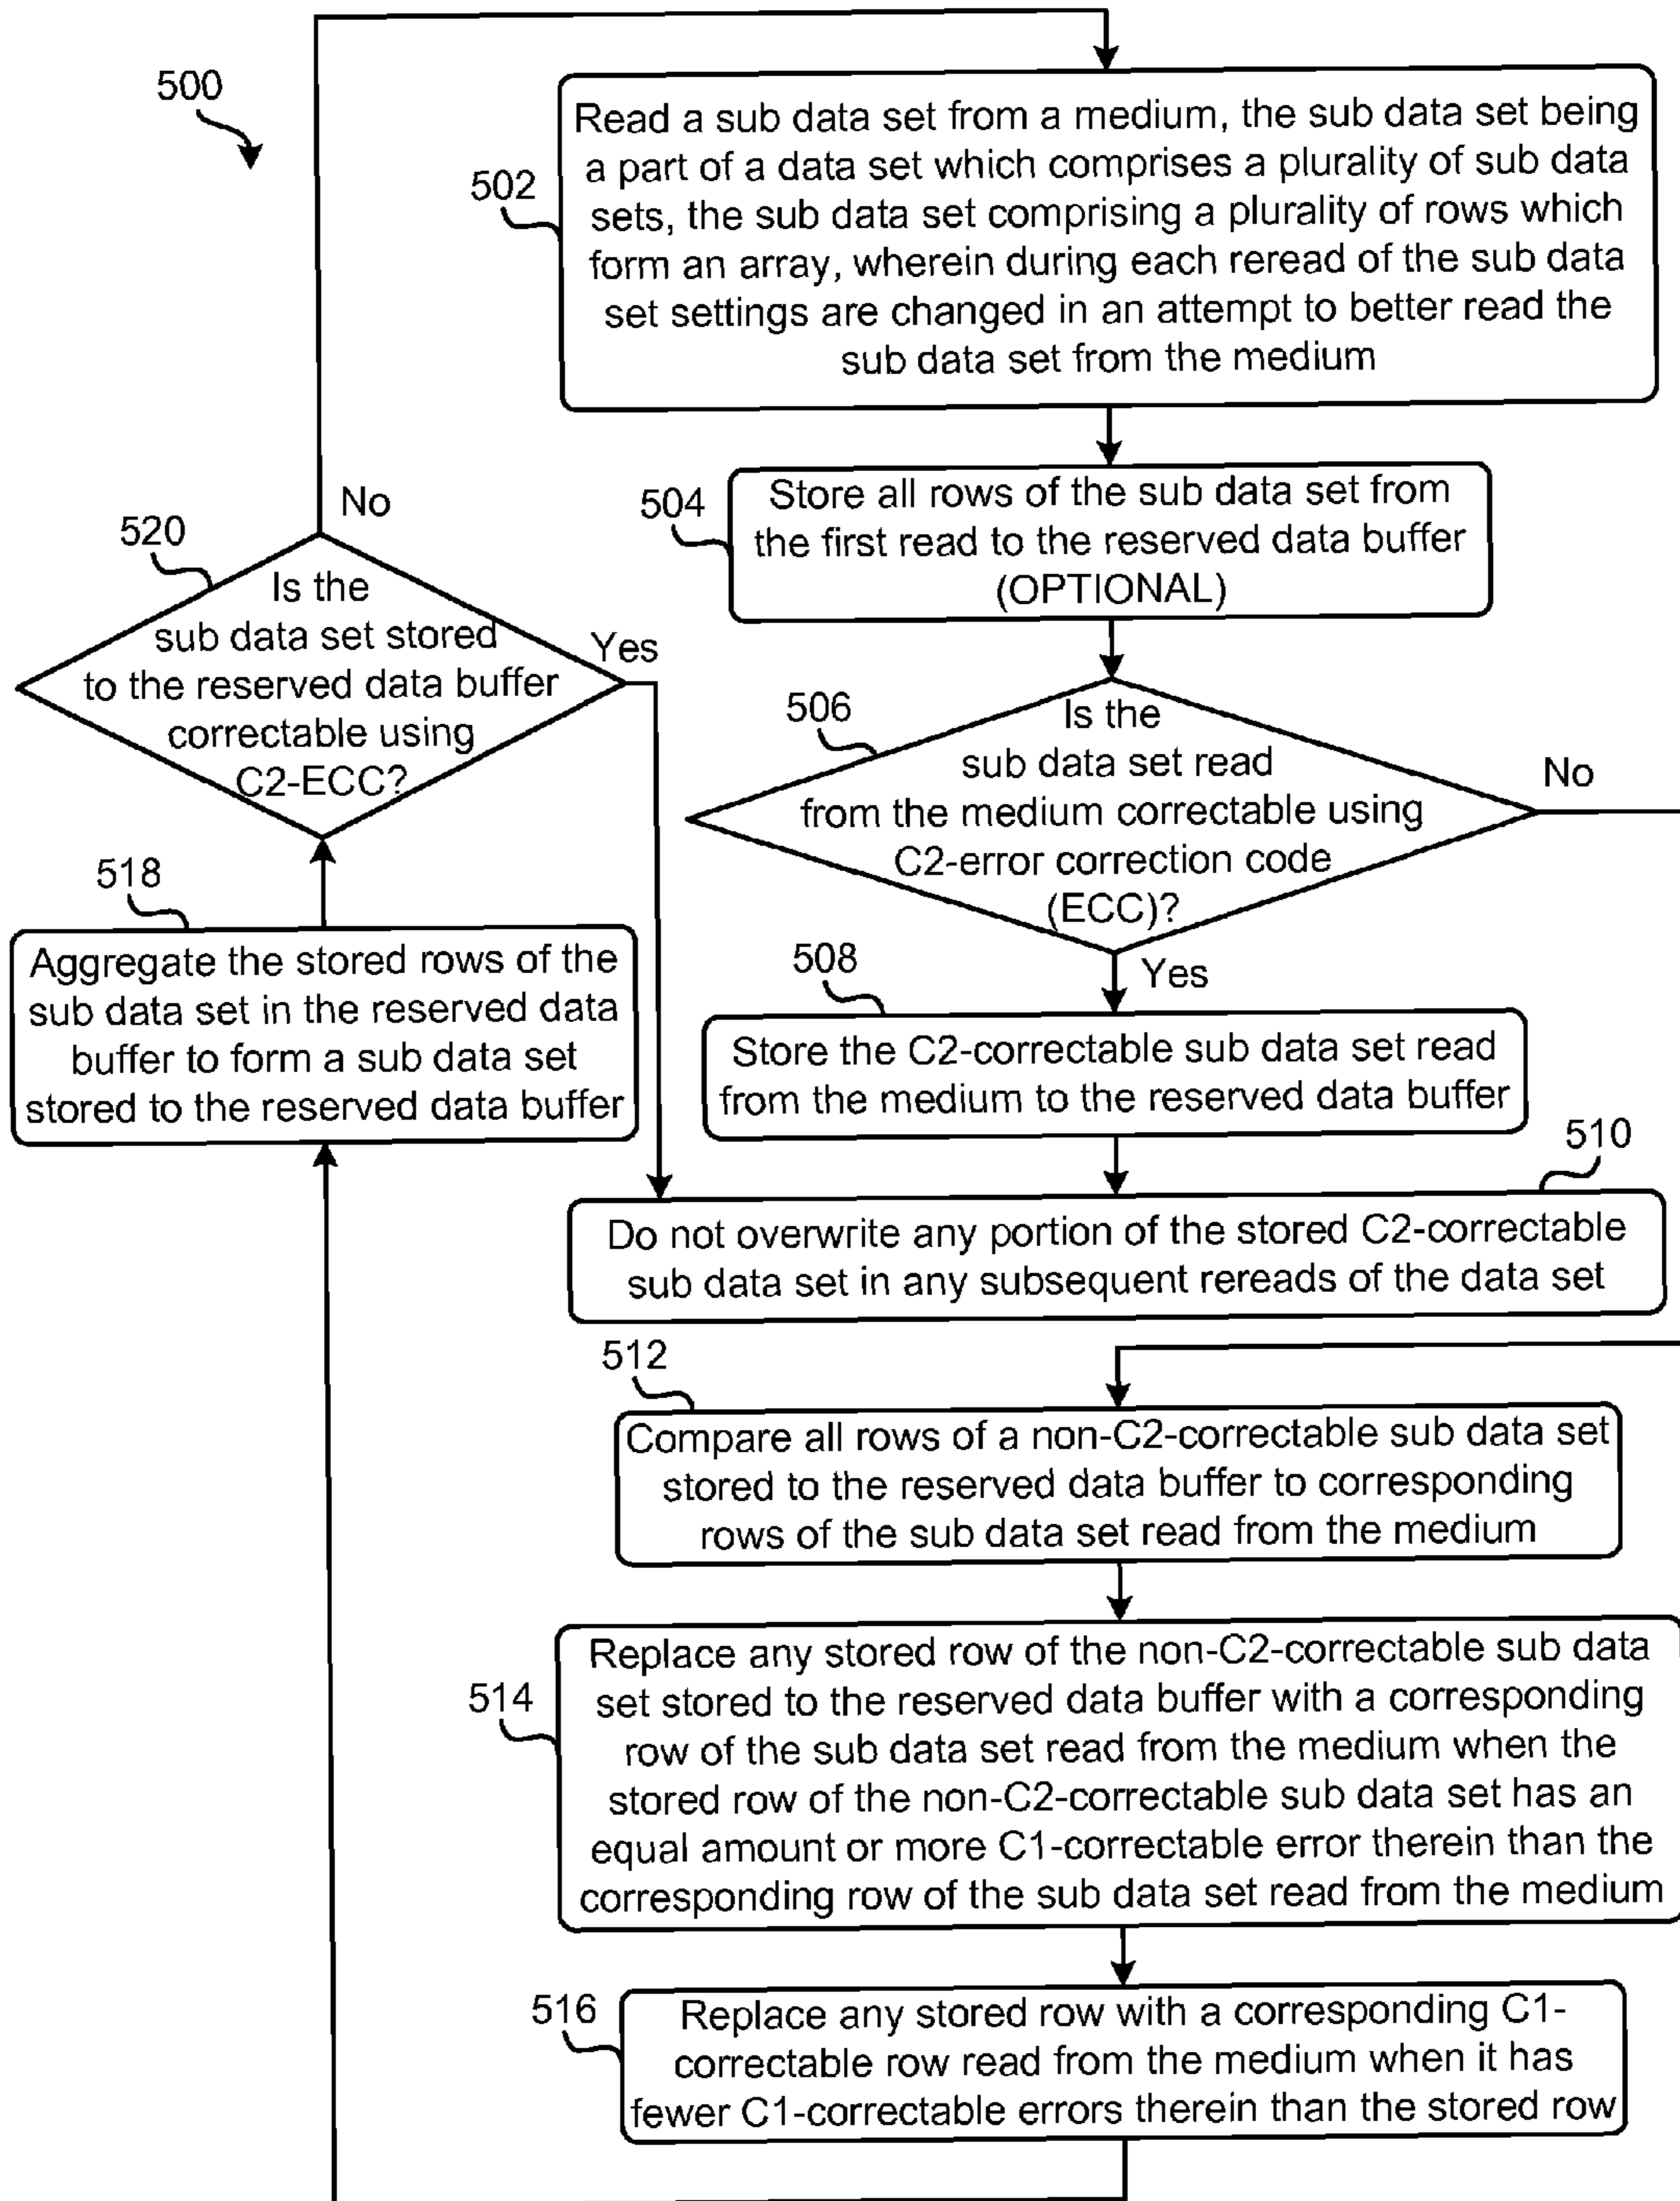 500
502
Read a sub data set from a medium, the sub data set being
a part of a data set which comprises a plurality of sub data
sets, the sub data set comprising a plurality of rows which
form an array, wherein during each reread of the sub data
set settings are changed in an attempt to better read the
sub data set from the medium
504
Store all rows of the sub data set from
the first read to the reserved data buffer
(OPTIONAL)
506
Is the
sub data set read
from the medium correctable using
C2-error correction code
(ECC)?
No
Yes
508
Store the C2-correctable sub data set read
from the medium to the reserved data buffer
510
Do not overwrite any portion of the stored C2-correctable
sub data set in any subsequent rereads of the data set
512
Compare all rows of a non-C2-correctable sub data set
stored to the reserved data buffer to corresponding
rows of the sub data set read from the medium
514
Replace any stored row of the non-C2-correctable sub data
set stored to the reserved data buffer with a corresponding
row of the sub data set read from the medium when the
stored row of the non-C2-correctable sub data set has an
equal amount or more C1-correctable error therein than the
corresponding row of the sub data set read from the medium
516
Replace any stored row with a corresponding C1-
correctable row read from the medium when it has
fewer C1-correctable errors therein than the stored row
518
Aggregate the stored rows of the
sub data set in the reserved data
buffer to form a sub data set
stored to the reserved data buffer
520
Is the
sub data set stored
to the reserved data buffer
correctable using
C2-ECC?
No
Yes